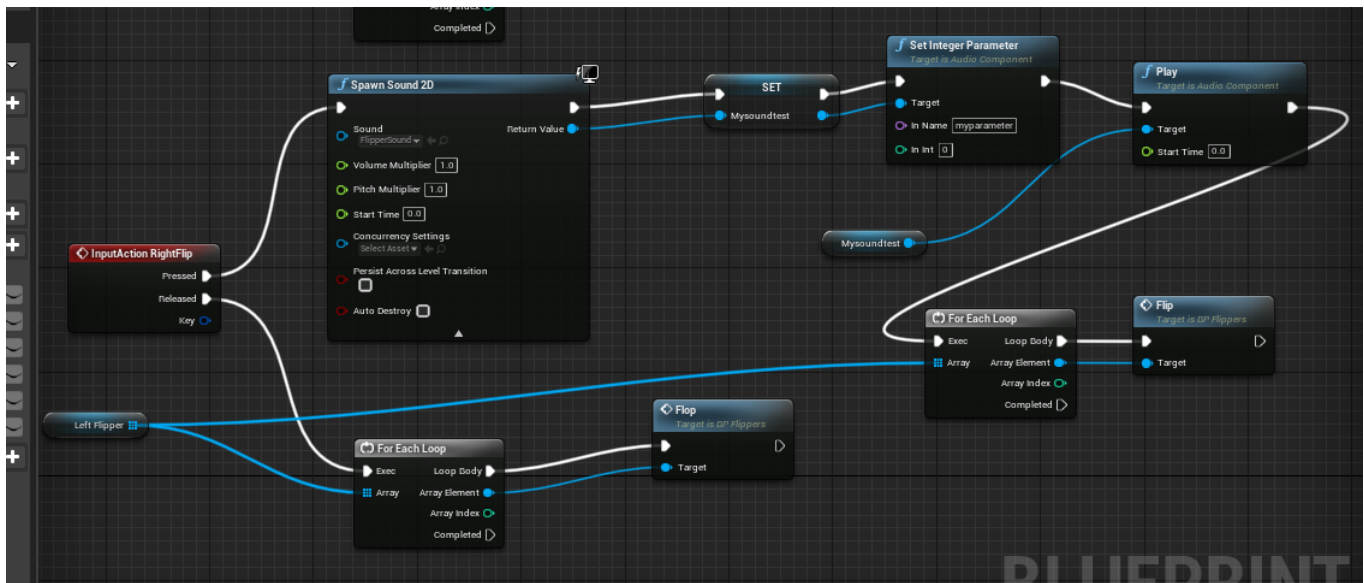 Completed
Spawn Sound 2D
Sound
FlipperSound
Volume Multiplier 1.0
Pitch Multiplier 1.0
Start Time 0.0
Concurrency Settings
Select Asset
Persist Across Level Transition
Auto Destroy
Return Value
SET
Mysoundtest
Set Integer Parameter
Target is Audio Component
Target
In Name myparameter
In Int 0
Play
Target is Audio Component
Target
Start Time 0.0
Mysoundtest
InputAction RightFlip
Pressed
Released
Key
For Each Loop
Exec Loop Body
Array Array Element
Array Index
Completed
Flip
Target is BP Flippers
Target
Left Flipper
For Each Loop
Exec Loop Body
Array Array Element
Array Index
Completed
Flop
Target is BP Flippers
Target
BLUEPRINT